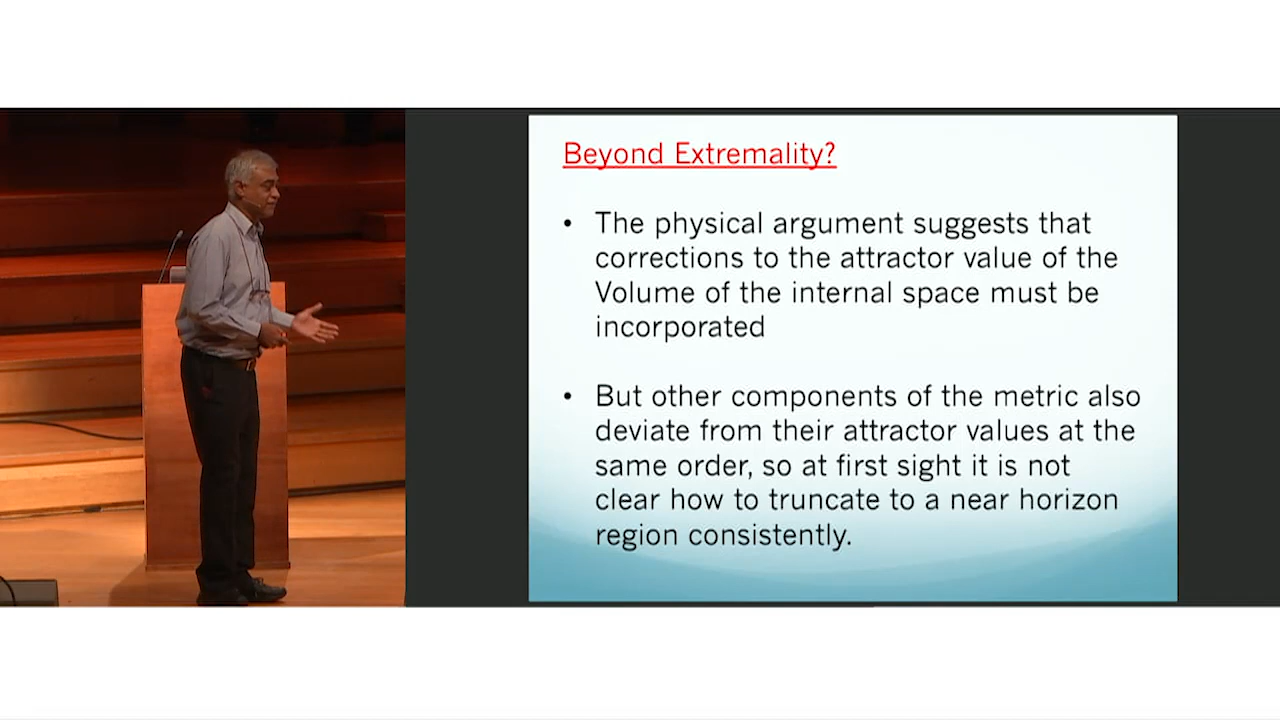 Beyond Extremality?
• The physical argument suggests that
corrections to the attractor value of the
Volume of the internal space must be
incorporated
• But other components of the metric also
deviate from their attractor values at the
same order, so at first sight it is not
clear how to truncate to a near horizon
region consistently.